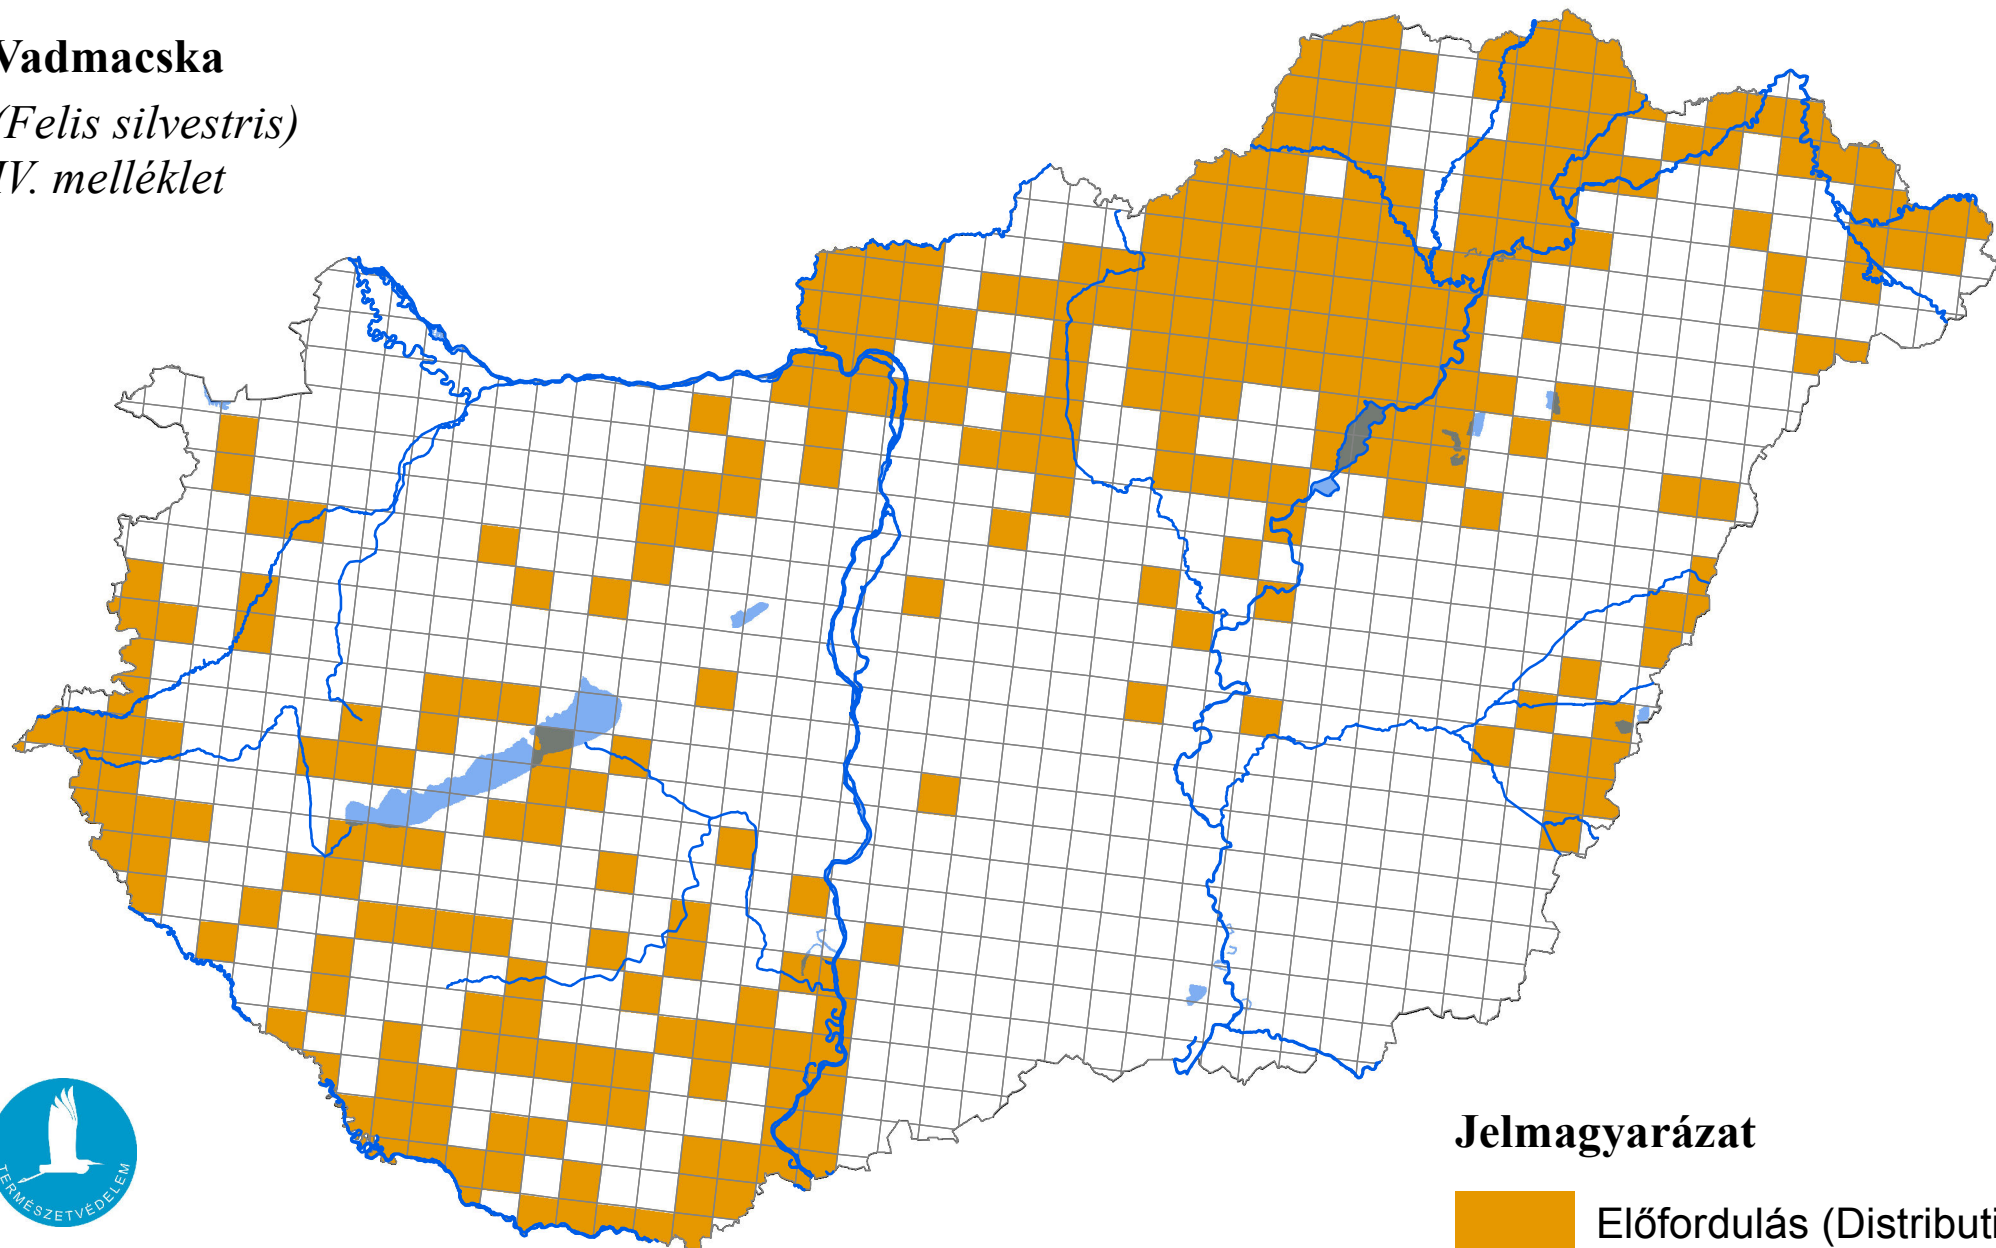 Vadmacska
(Felis silvestris)
IV. melléklet
TERMÉSZETVÉDELEM
Jelmagyarázat
Előfordulás (Distributi